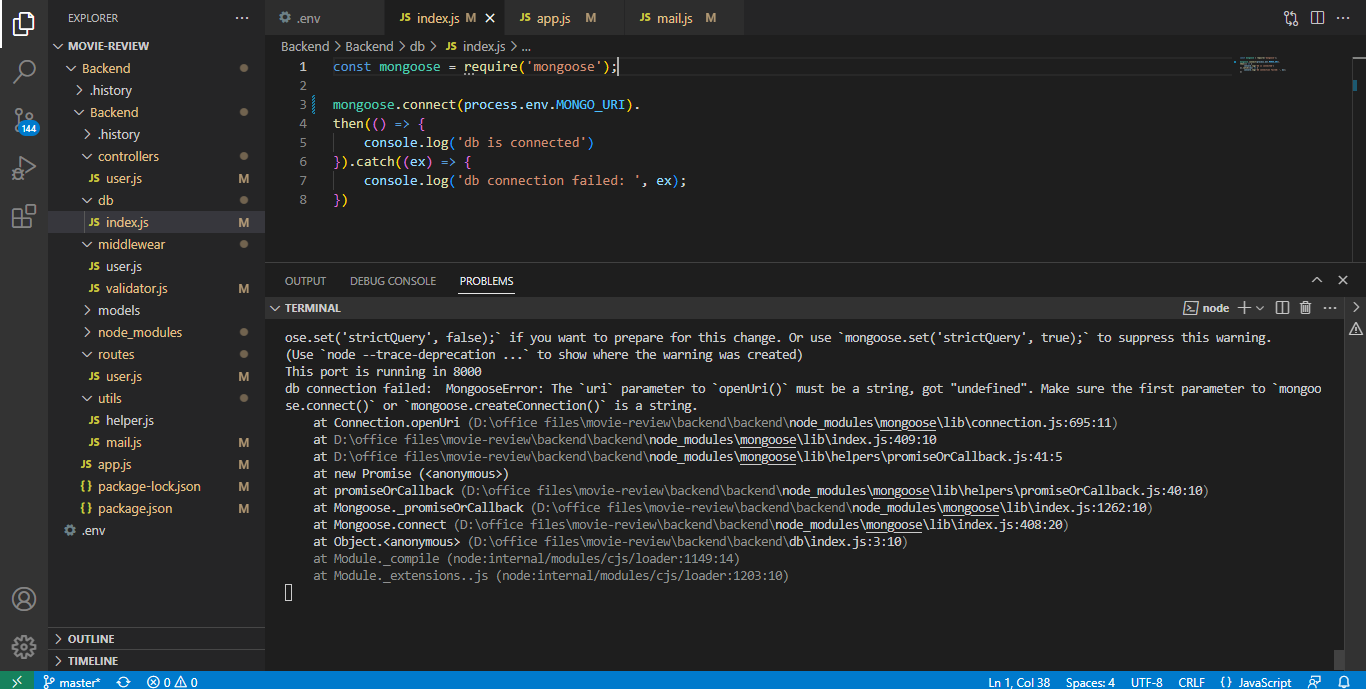 EXPLORER
MOVIE-REVIEW
Backend
.history
Backend
.history
controllers
JS user.js M
db
JS index.js M
middlewear
JS user.js
JS validator.js M
models
node_modules
routes
JS user.js M
utils
JS helper.js
JS mail.js M
JS app.js M
{} package-lock.json M
{} package.json M
.env
OUTLINE
TIMELINE
144
.env
JS index.js M
JS app.js M
JS mail.js M
Backend > Backend > db > JS index.js > ...
1 const mongoose = require('mongoose');
2
3 mongoose.connect(process.env.MONGO_URI).
4 then(() => {
5 console.log('db is connected')
6 }).catch((ex) => {
7 console.log('db connection failed: ', ex);
8 })
OUTPUT DEBUG CONSOLE PROBLEMS
TERMINAL
node
ose.set('strictQuery', false);` if you want to prepare for this change. Or use `mongoose.set('strictQuery', true);` to suppress this warning.
(Use `node --trace-deprecation ...` to show where the warning was created)
This port is running in 8000
db connection failed:  MongooseError: The `uri` parameter to `openUri()` must be a string, got "undefined". Make sure the first parameter to `mongoo
se.connect()` or `mongoose.createConnection()` is a string.
at Connection.openUri (D:\office files\movie-review\backend\backend\node_modules\mongoose\lib\connection.js:695:11)
at D:\office files\movie-review\backend\backend\node_modules\mongoose\lib\index.js:409:10
at D:\office files\movie-review\backend\backend\node_modules\mongoose\lib\helpers\promiseOrCallback.js:41:5
at new Promise (<anonymous>)
at promiseOrCallback (D:\office files\movie-review\backend\backend\node_modules\mongoose\lib\helpers\promiseOrCallback.js:40:10)
at Mongoose._promiseOrCallback (D:\office files\movie-review\backend\backend\node_modules\mongoose\lib\index.js:1262:10)
at Mongoose.connect (D:\office files\movie-review\backend\backend\node_modules\mongoose\lib\index.js:408:20)
at Object.<anonymous> (D:\office files\movie-review\backend\backend\db\index.js:3:10)
at Module._compile (node:internal/modules/cjs/loader:1149:14)
at Module._extensions..js (node:internal/modules/cjs/loader:1203:10)
master* 0 0 Ln 1, Col 38 Spaces: 4 UTF-8 CRLF {} JavaScript